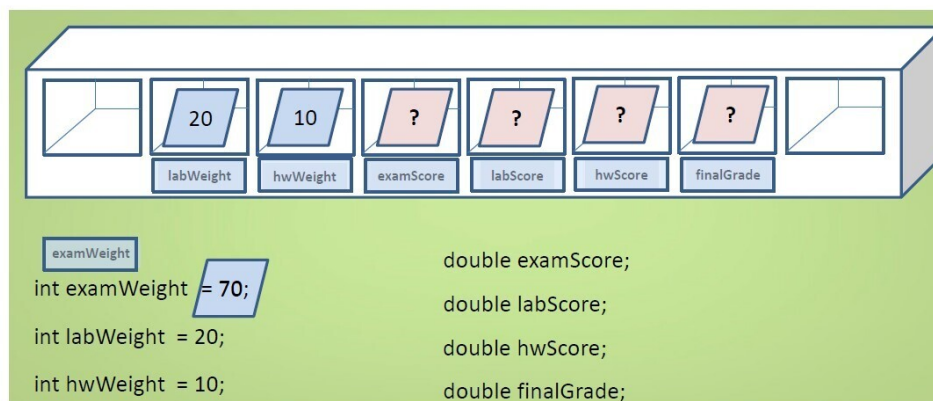 20 10 ? ? ? ?
labWeight hwWeight examScore labScore hwScore finalGrade
examWeight
int examWeight = 70;
int labWeight = 20;
int hwWeight = 10;
double examScore;
double labScore;
double hwScore;
double finalGrade;